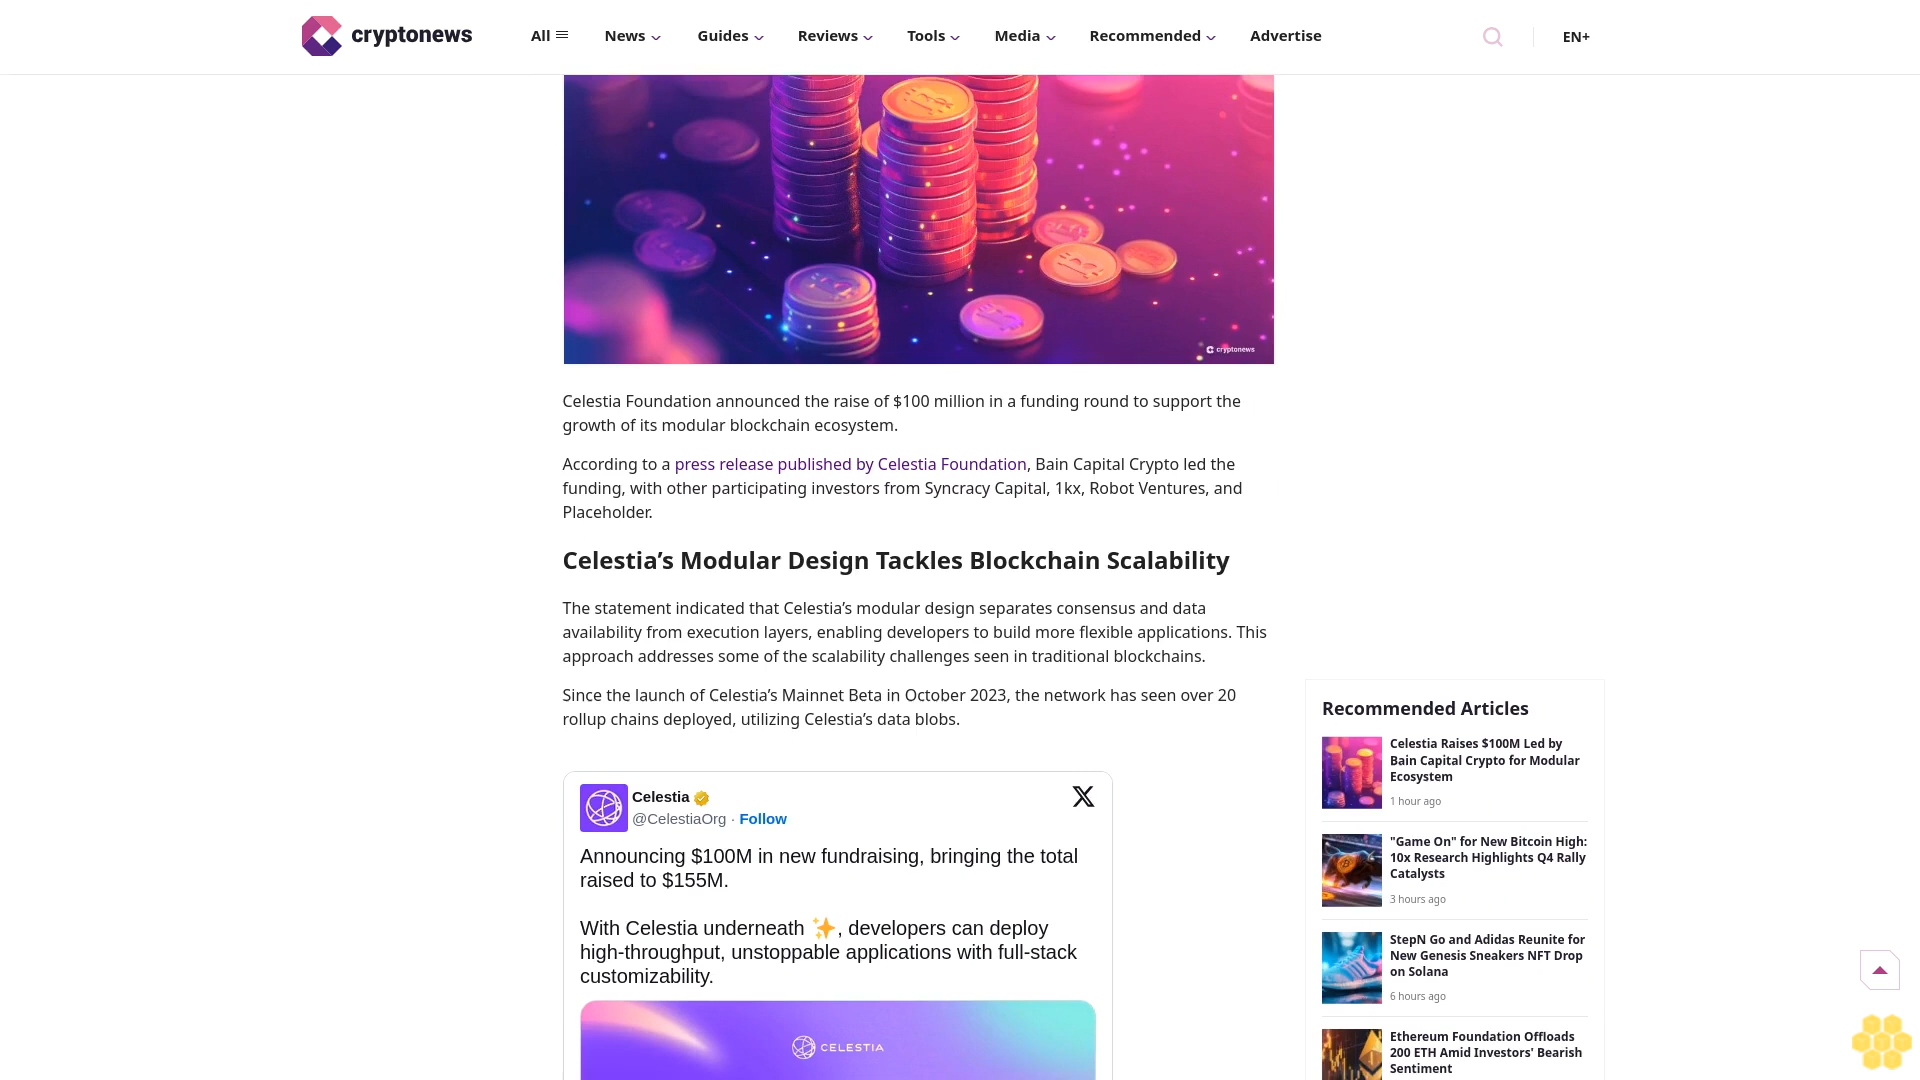 cryptonews
All
News
Guides
Reviews
Tools
Media
Recommended
Advertise
EN+
cryptonews
Celestia Foundation announced the raise of $100 million in a funding round to support the
growth of its modular blockchain ecosystem.
According to a press release published by Celestia Foundation, Bain Capital Crypto led the
funding, with other participating investors from Syncracy Capital, 1kx, Robot Ventures, and
Placeholder.
Celestia’s Modular Design Tackles Blockchain Scalability
The statement indicated that Celestia’s modular design separates consensus and data
availability from execution layers, enabling developers to build more flexible applications. This
approach addresses some of the scalability challenges seen in traditional blockchains.
Since the launch of Celestia’s Mainnet Beta in October 2023, the network has seen over 20
rollup chains deployed, utilizing Celestia’s data blobs.
Celestia
@CelestiaOrg · Follow
Announcing $100M in new fundraising, bringing the total
raised to $155M.
With Celestia underneath ✨, developers can deploy
high-throughput, unstoppable applications with full-stack
customizability.
CELESTIA
Recommended Articles
Celestia Raises $100M Led by
Bain Capital Crypto for Modular
Ecosystem
1 hour ago
"Game On" for New Bitcoin High:
10x Research Highlights Q4 Rally
Catalysts
3 hours ago
StepN Go and Adidas Reunite for
New Genesis Sneakers NFT Drop
on Solana
6 hours ago
Ethereum Foundation Offloads
200 ETH Amid Investors' Bearish
Sentiment